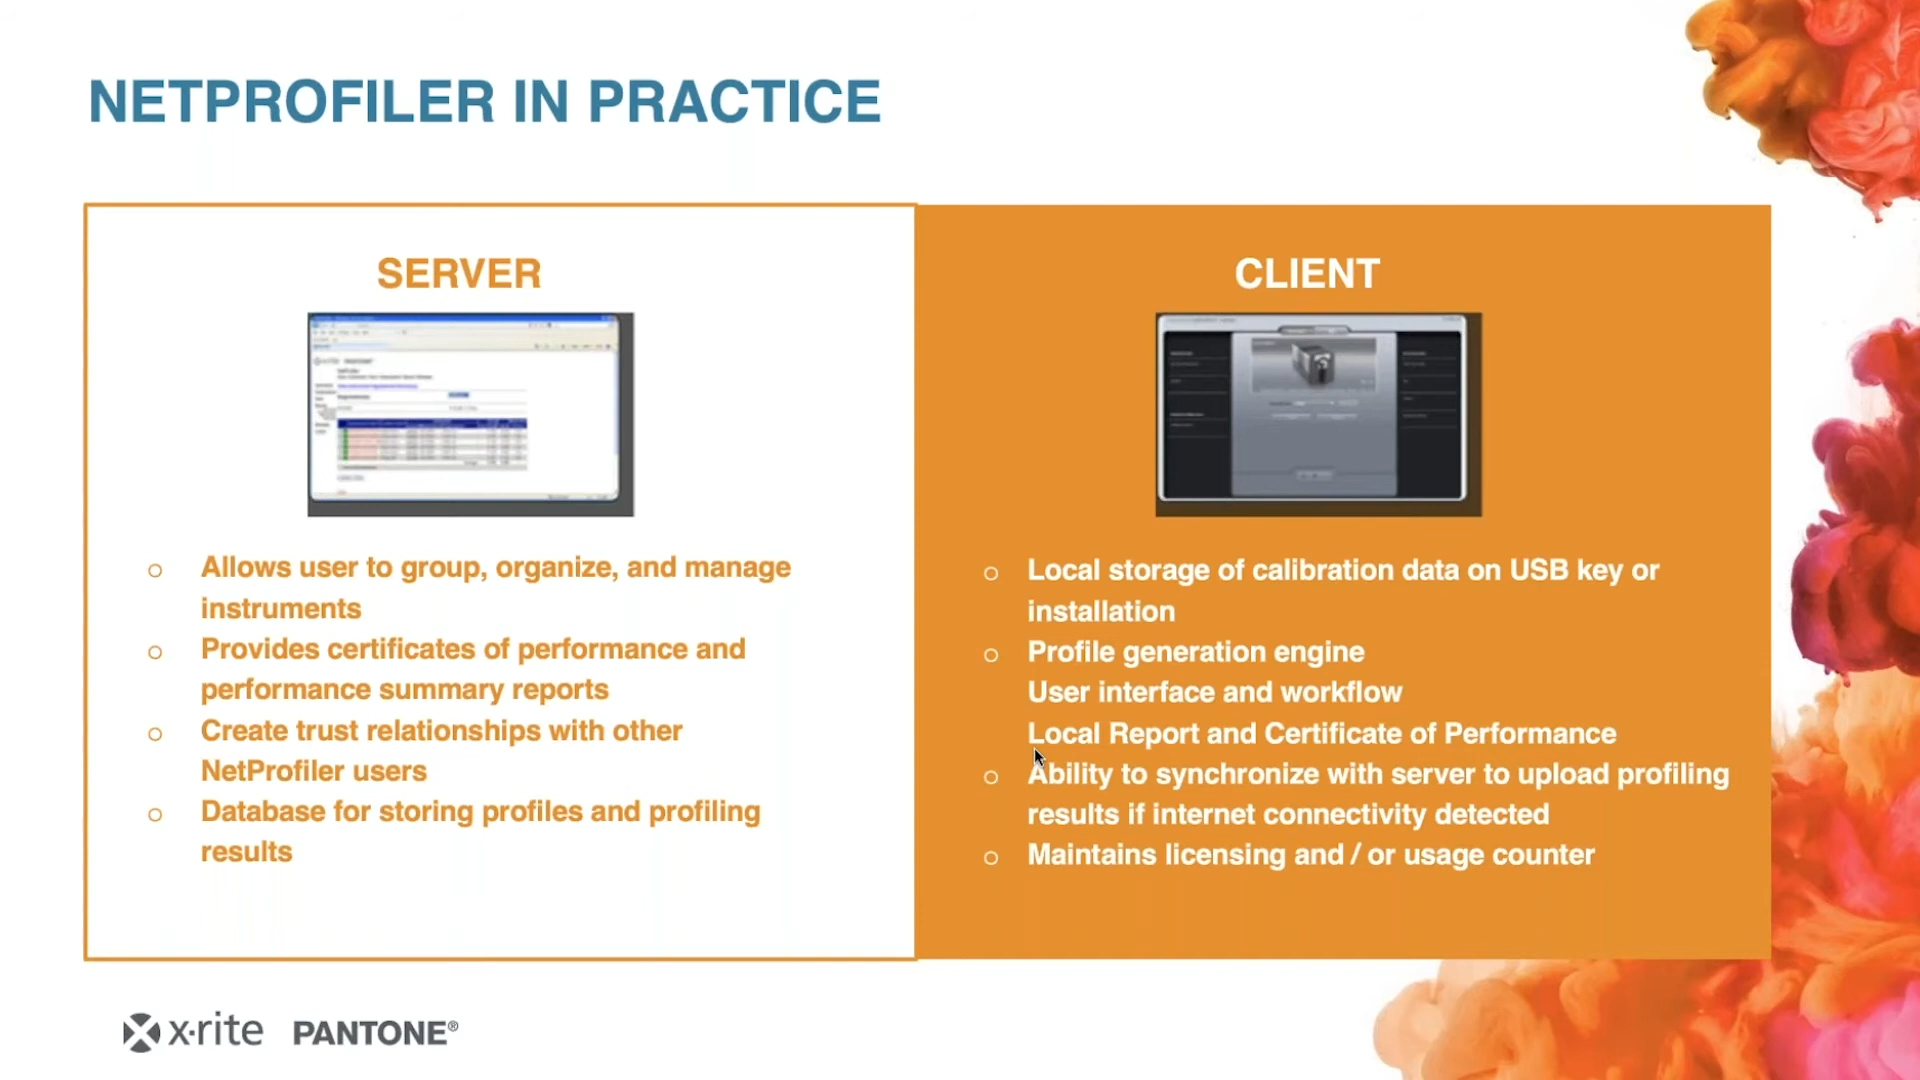 NETPROFILER IN PRACTICE
SERVER
Allows user to group, organize, and manage
instruments
Provides certificates of performance and
performance summary reports
Create trust relationships with other
NetProfiler users
Database for storing profiles and profiling
results
CLIENT
Local storage of calibration data on USB key or
installation
Profile generation engine
User interface and workflow
Local Report and Certificate of Performance
Ability to synchronize with server to upload profiling
results if internet connectivity detected
Maintains licensing and / or usage counter
x·rite PANTONE®